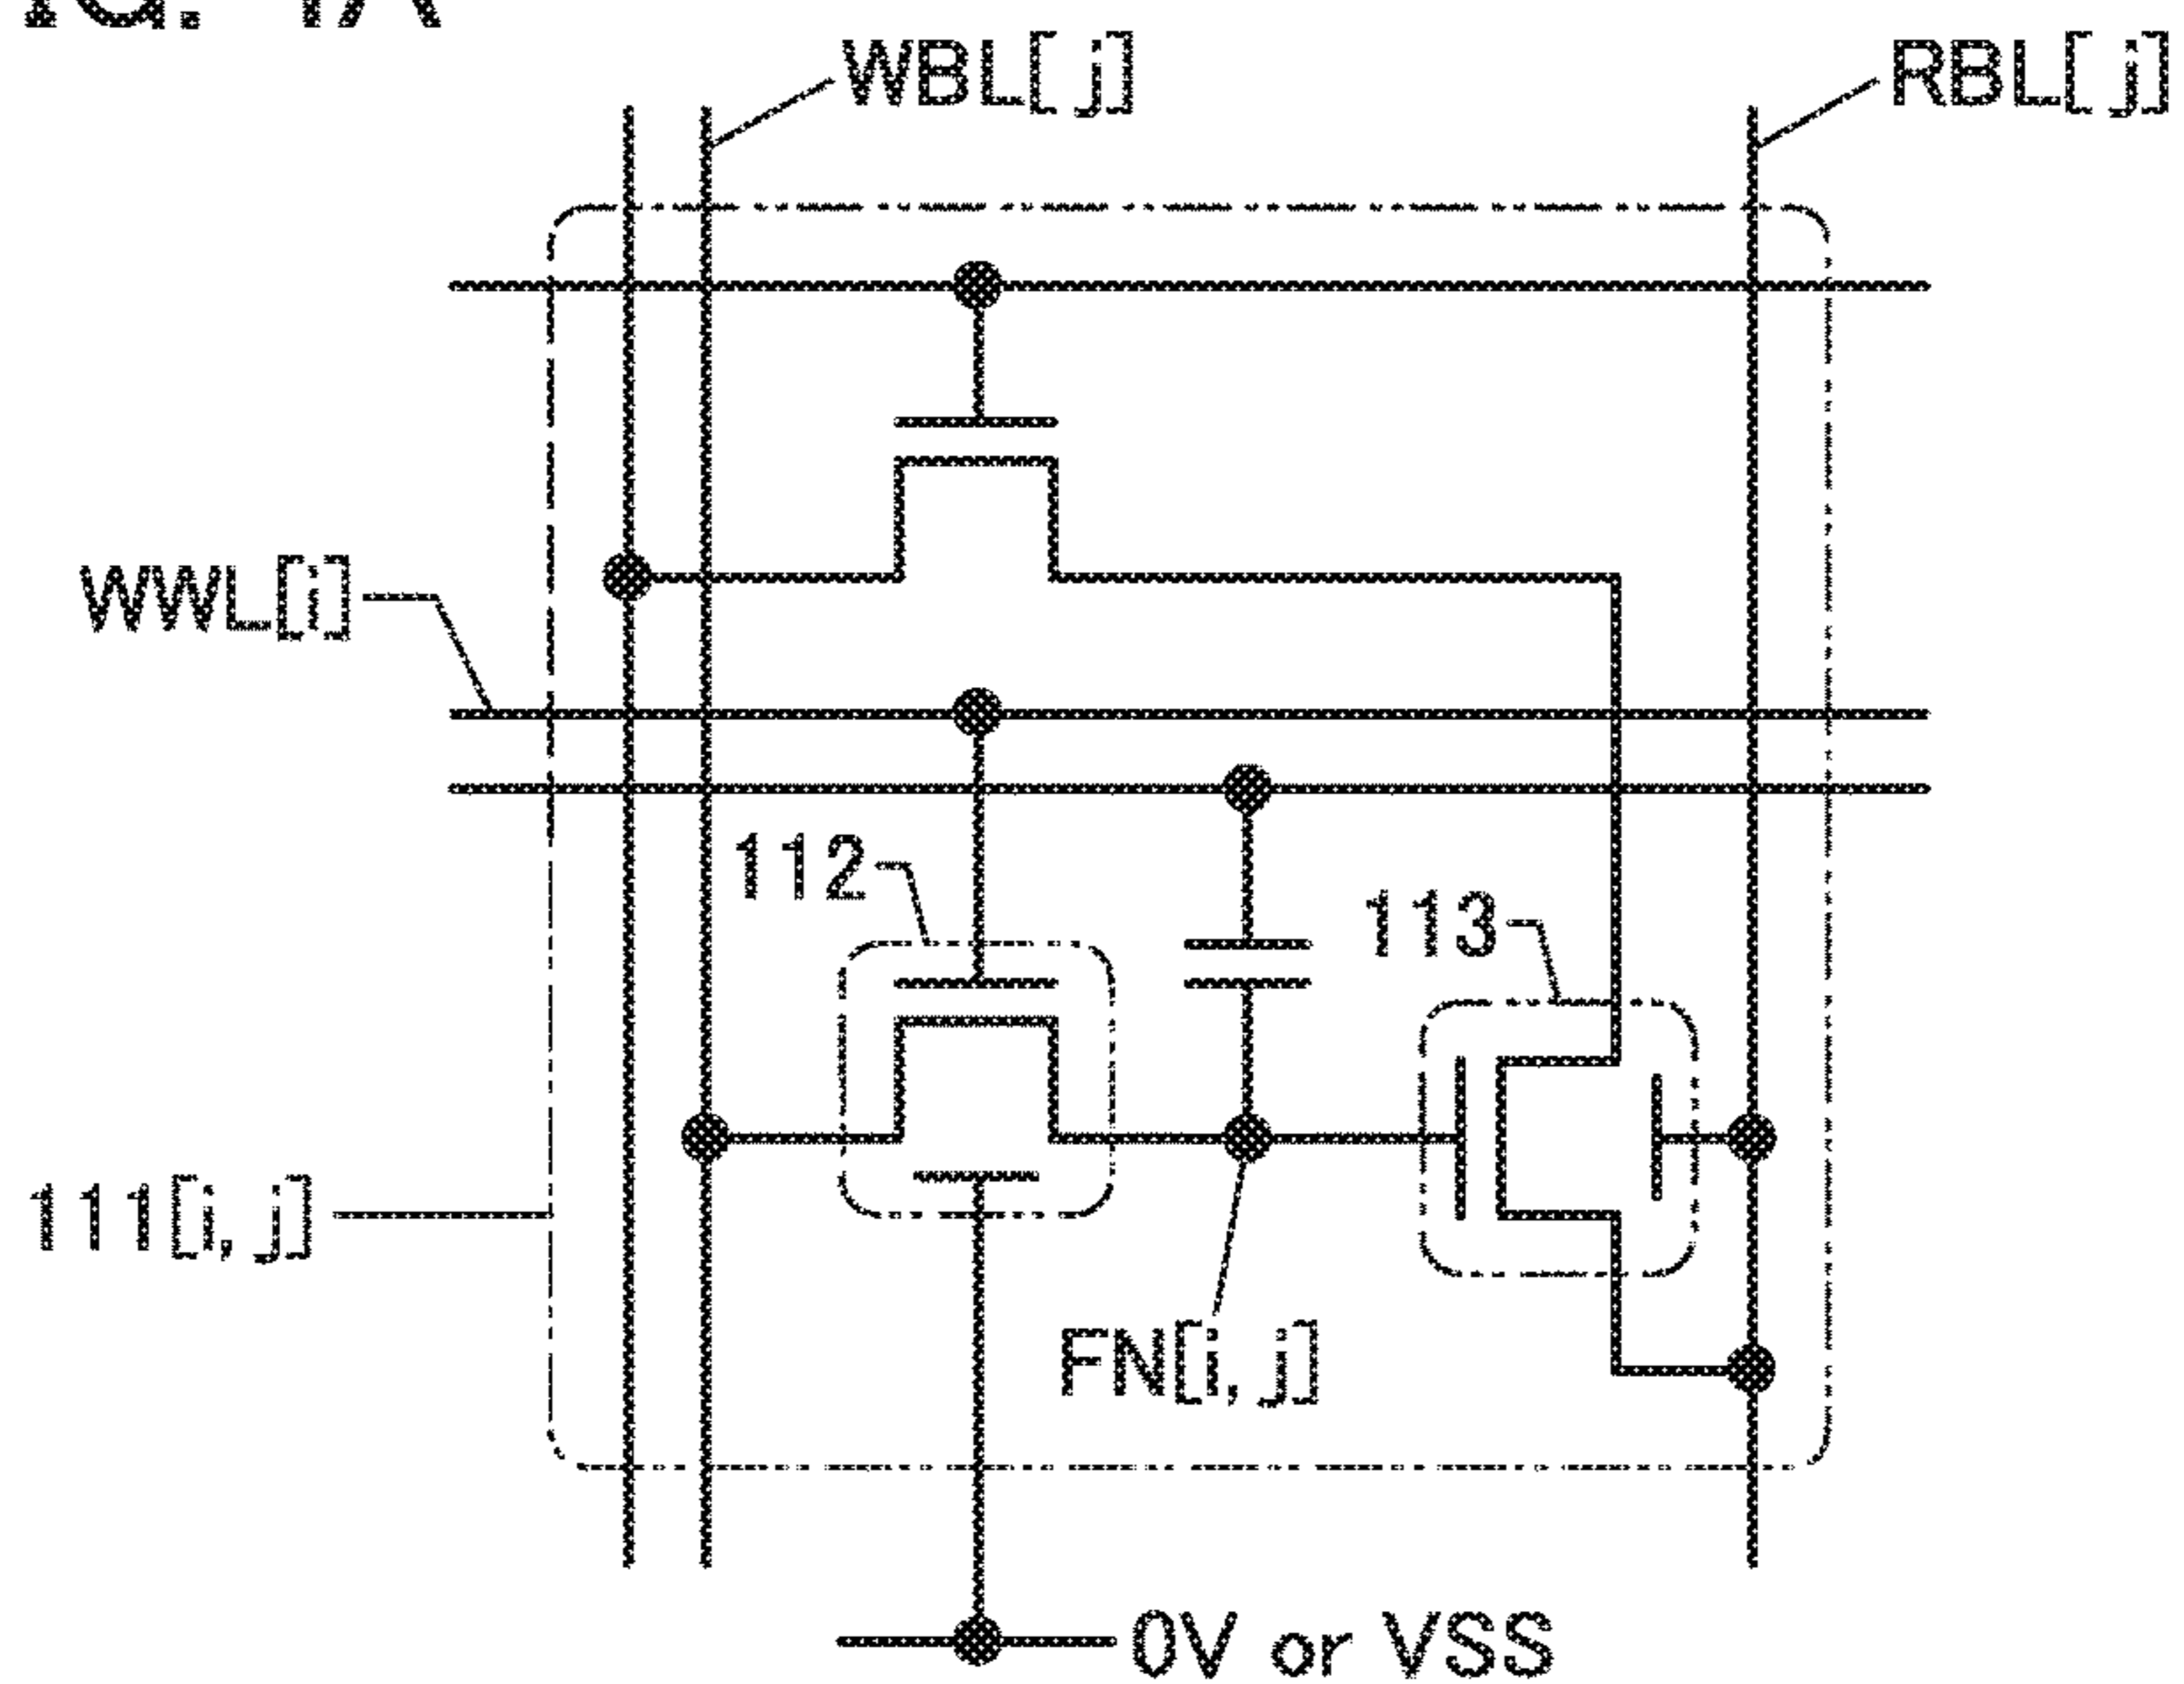 WBL[j]
RBL[j]
WWL[i]
112
113
111[i, j]
FN[i, j]
0V or VSS